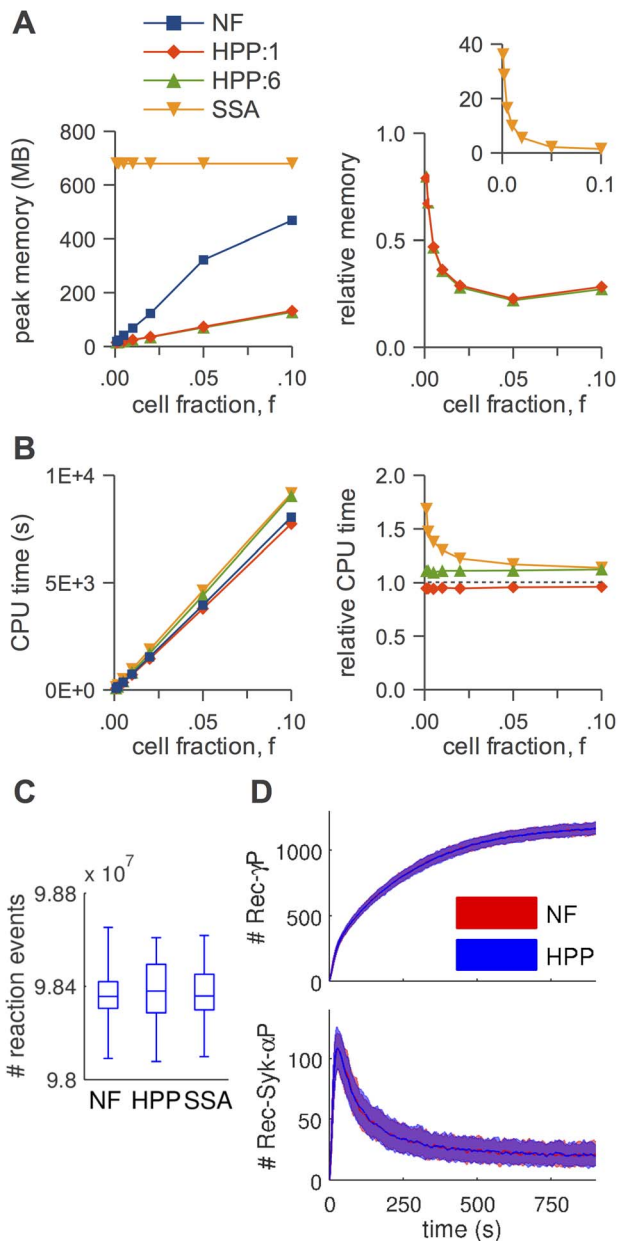 A
NF
HPP:1
HPP:6
SSA
800
600
400
200
0
peak memory (MB)
.00 .05 .10
cell fraction, f
40
20
0
0.0 0.1
1.0
0.5
0.0
relative memory
.00 .05 .10
cell fraction, f
B
1E+4
5E+3
0E+0
CPU time (s)
.00 .05 .10
cell fraction, f
2.0
1.5
1.0
0.5
0.0
relative CPU time
.00 .05 .10
cell fraction, f
C
x 10⁷
9.88
9.84
9.8
# reaction events
NF HPP SSA
D
1000
500
0
# Rec-γP
NF
HPP
100
50
0
# Rec-Syk-αP
0 250 500 750
time (s)